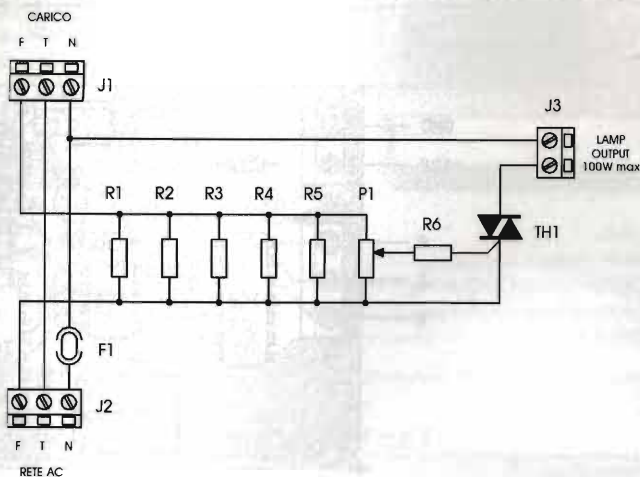 CARICO
F T N
J1
J3
LAMP
OUTPUT
100W max
R1 R2 R3 R4 R5 P1
R6
TH1
F1
J2
F T N
RETE AC